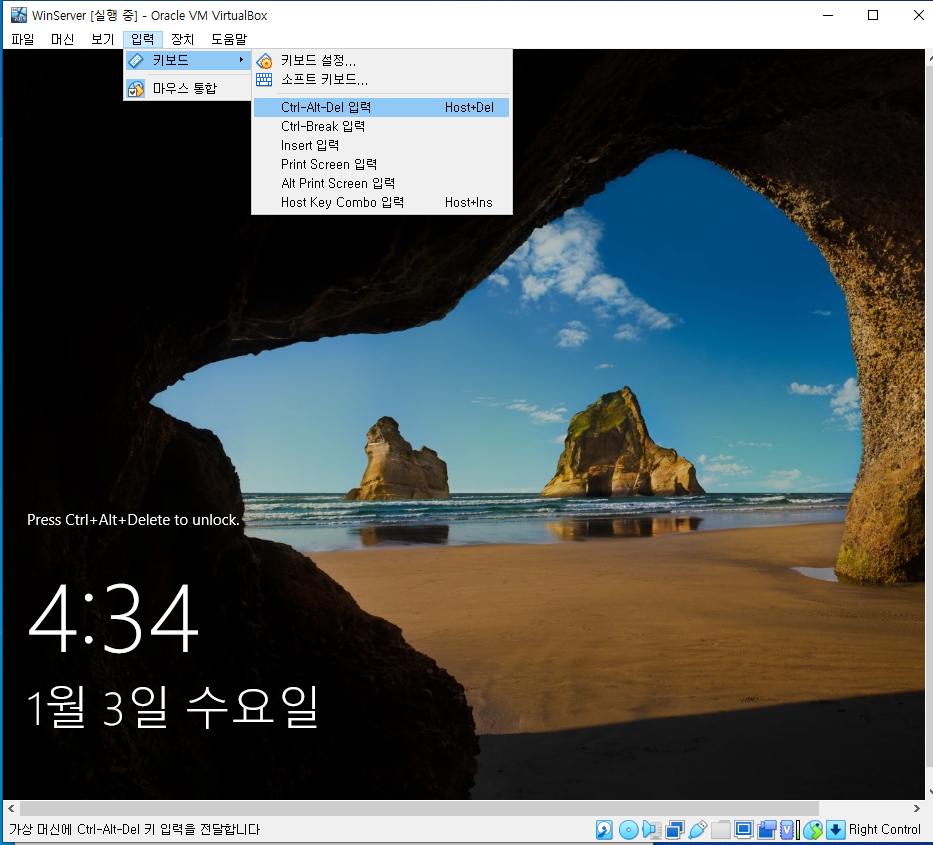 WinServer [실행 중] - Oracle VM VirtualBox
파일 머신 보기 입력 장치 도움말
키보드
마우스 통합
키보드 설정...
소프트 키보드...
Ctrl-Alt-Del 입력 Host+Del
Ctrl-Break 입력
Insert 입력
Print Screen 입력
Alt Print Screen 입력
Host Key Combo 입력 Host+Ins
Press Ctrl+Alt+Delete to unlock.
4:34
1월 3일 수요일
가상 머신에 Ctrl-Alt-Del 키 입력을 전달합니다
Right Control